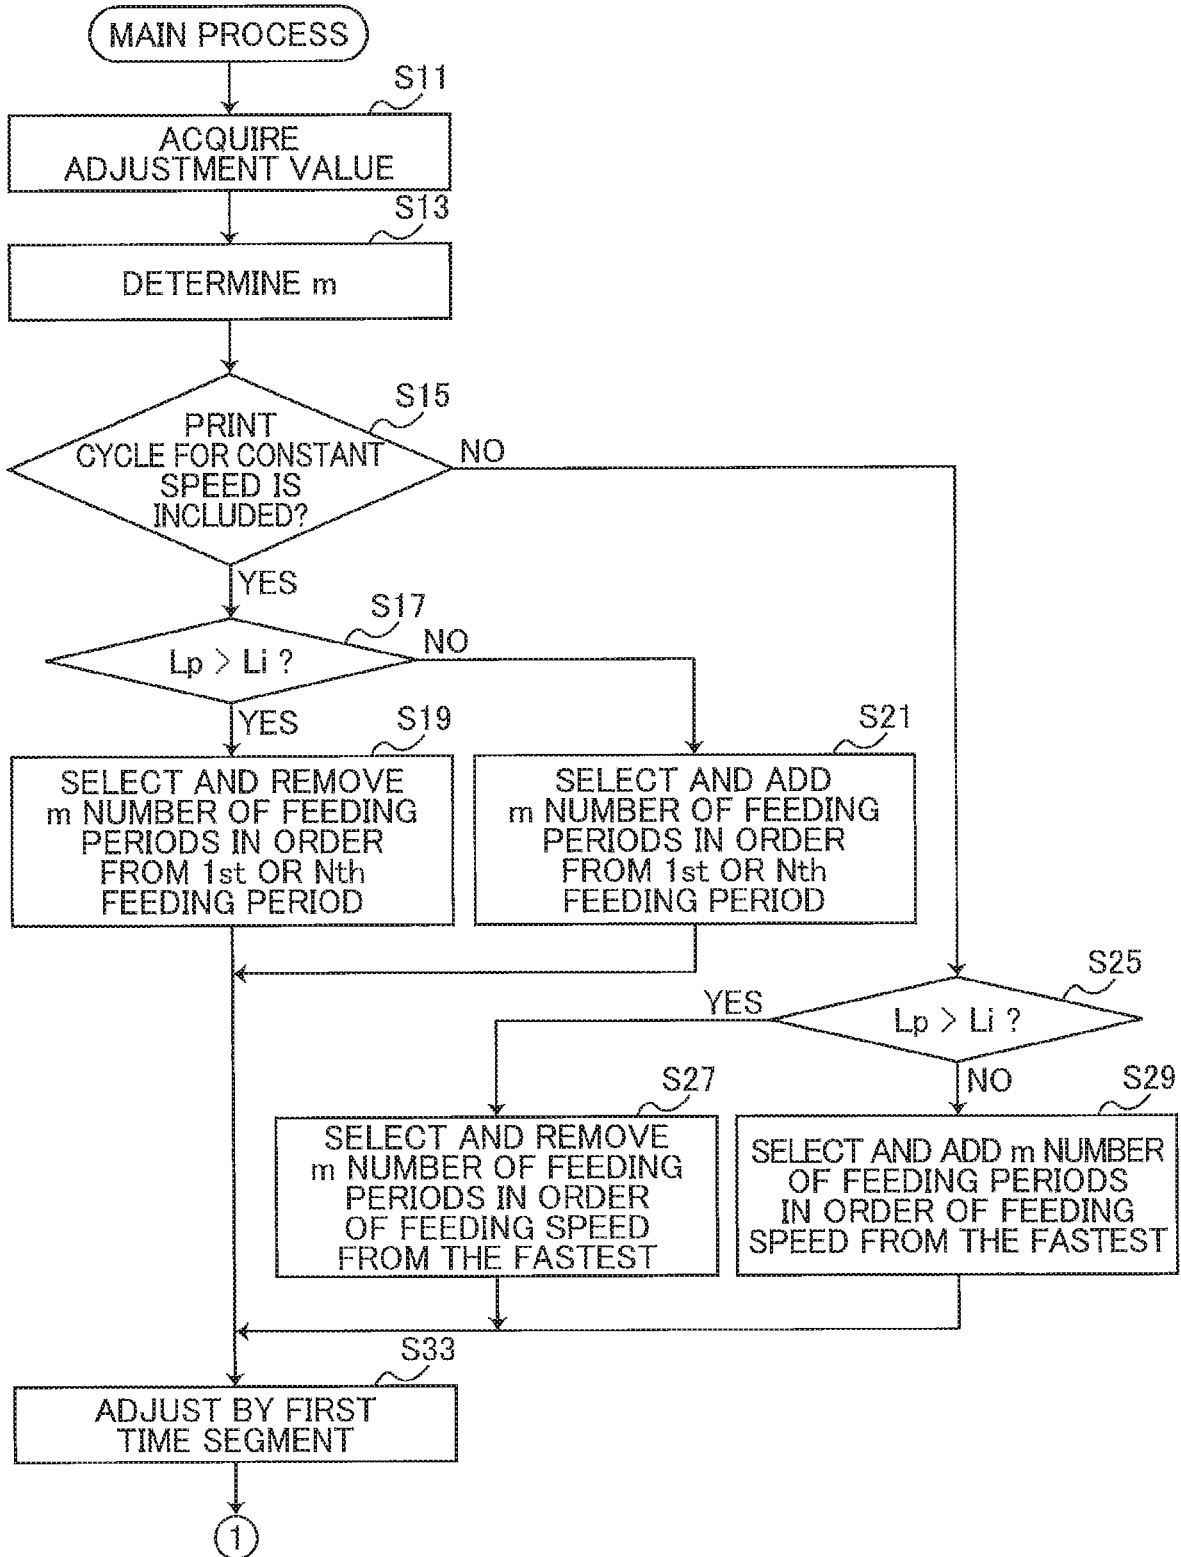 MAIN PROCESS
S11
ACQUIRE
ADJUSTMENT VALUE
S13
DETERMINE m
S15
PRINT
CYCLE FOR CONSTANT
SPEED IS
INCLUDED?
NO
YES
S17
Lp > Li ?
NO
YES
S19
SELECT AND REMOVE
m NUMBER OF FEEDING
PERIODS IN ORDER
FROM 1st OR Nth
FEEDING PERIOD
S21
SELECT AND ADD
m NUMBER OF FEEDING
PERIODS IN ORDER
FROM 1st OR Nth
FEEDING PERIOD
S25
Lp > Li ?
YES
NO
S27
SELECT AND REMOVE
m NUMBER OF FEEDING
PERIODS IN ORDER
OF FEEDING SPEED
FROM THE FASTEST
S29
SELECT AND ADD m NUMBER
OF FEEDING PERIODS
IN ORDER OF FEEDING
SPEED FROM THE FASTEST
S33
ADJUST BY FIRST
TIME SEGMENT
1